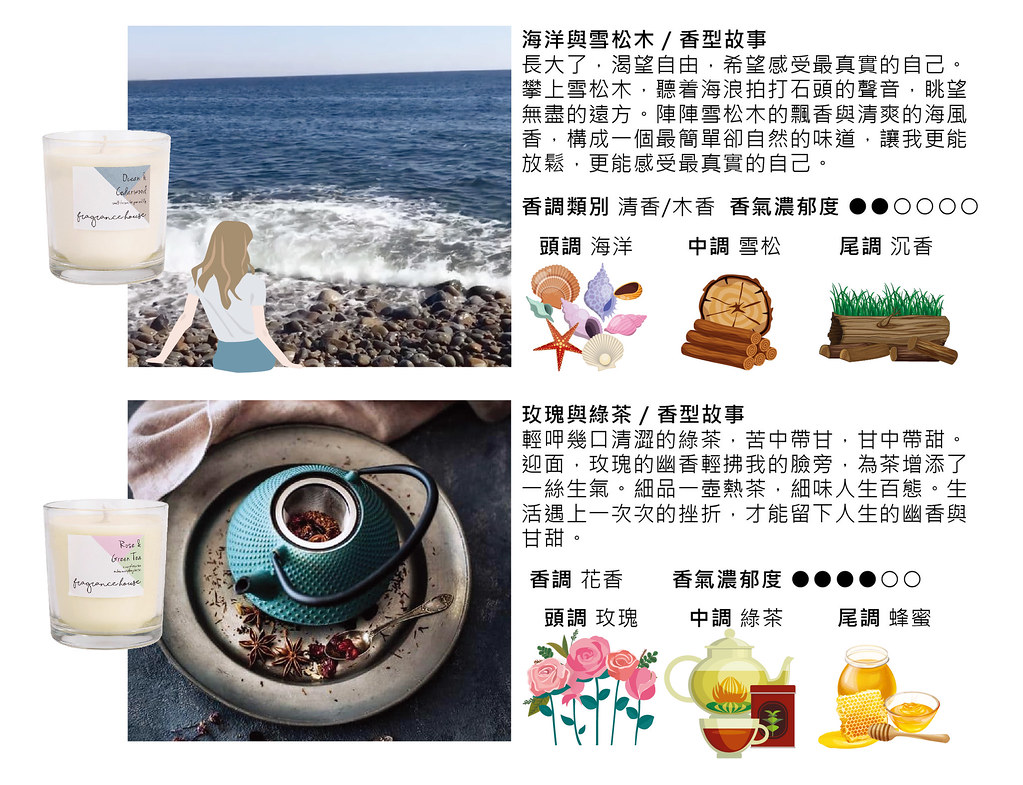 海洋與雪松木 / 香型故事
長大了，渴望自由，希望感受最真實的自己。
攀上雪松木，聽着海浪拍打石頭的聲音，眺望
無盡的遠方。陣陣雪松木的飄香與清爽的海風
香，構成一個最簡單卻自然的味道，讓我更能
放鬆，更能感受最真實的自己。
香調類別 清香/木香 香氣濃郁度 ●●○○○○
頭調 海洋 中調 雪松 尾調 沉香
Ocean &
Cedarwood
fragrance house
玫瑰與綠茶 / 香型故事
輕呷幾口清澀的綠茶，苦中帶甘，甘中帶甜。
迎面，玫瑰的幽香輕拂我的臉旁，為茶增添了
一絲生氣。細品一壺熱茶，細味人生百態。生
活遇上一次次的挫折，才能留下人生的幽香與
甘甜。
香調 花香 香氣濃郁度 ●●●●○○
頭調 玫瑰 中調 綠茶 尾調 蜂蜜
Rose &
Green Tea
fragrance house